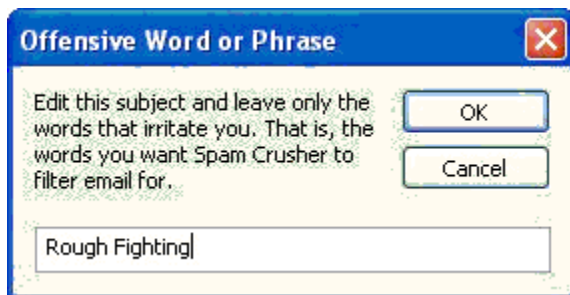 Offensive Word or Phrase
Edit this subject and leave only the
words that irritate you. That is, the
words you want Spam Crusher to
filter email for.
OK
Cancel
Rough Fighting